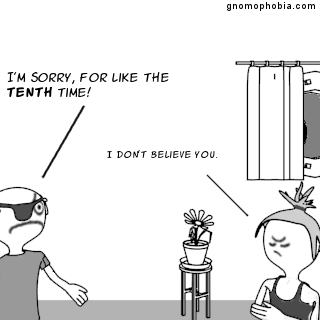 gnomophobia.com
I'M SORRY, FOR LIKE THE
TENTH TIME!
I DON'T BELIEVE YOU.